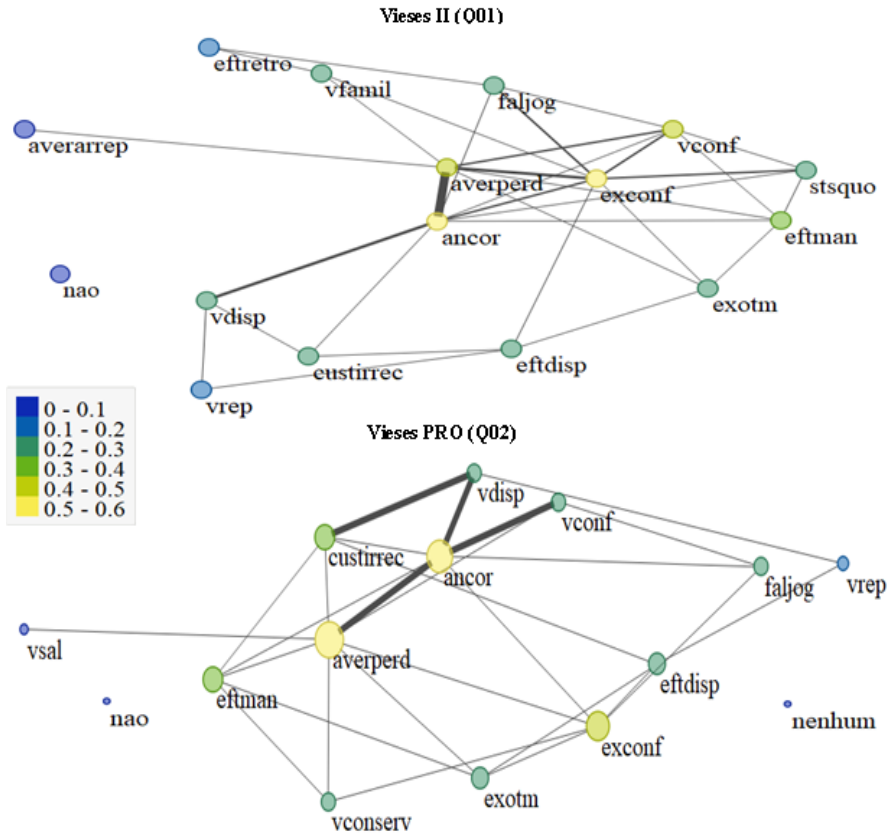 Vieses II (Q01)
eftretro
vfamil
faljog
averarrep
vconf
averperd
exconf
stsquo
ancor
eftman
nao
vdisp
exotm
custirrec
eftdisp
vrep
0 - 0.1
0.1 - 0.2
0.2 - 0.3
0.3 - 0.4
0.4 - 0.5
0.5 - 0.6
Vieses PRO (Q02)
vdisp
vconf
custirrec
ancor
faljog
vrep
vsal
averperd
eftdisp
eftman
nao
nenhum
exconf
exotm
vconserv